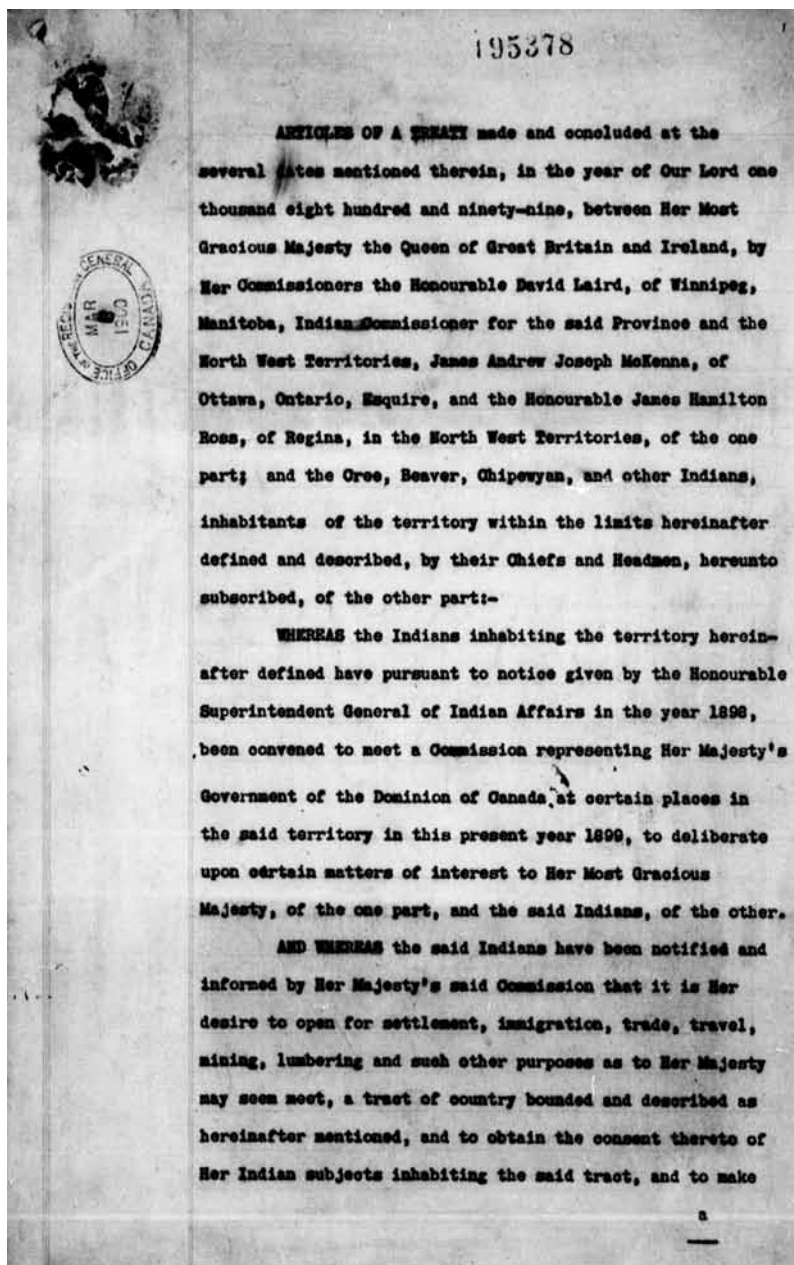 195378
ARTICLES OF A TREATY made and concluded at the
several dates mentioned therein, in the year of Our Lord one
thousand eight hundred and ninety-nine, between Her Most
Gracious Majesty the Queen of Great Britain and Ireland, by
Her Commissioners the Honourable David Laird, of Winnipeg,
Manitoba, Indian Commissioner for the said Province and the
North West Territories, James Andrew Joseph McKenna, of
Ottawa, Ontario, Esquire, and the Honourable James Hamilton
Ross, of Regina, in the North West Territories, of the one
part; and the Cree, Beaver, Chipewyan, and other Indians,
inhabitants of the territory within the limits hereinafter
defined and described, by their Chiefs and Headmen, hereunto
subscribed, of the other part:-
WHEREAS the Indians inhabiting the territory herein-
after defined have pursuant to notice given by the Honourable
Superintendent General of Indian Affairs in the year 1898,
been convened to meet a Commission representing Her Majesty's
Government of the Dominion of Canada, at certain places in
the said territory in this present year 1899, to deliberate
upon certain matters of interest to Her Most Gracious
Majesty, of the one part, and the said Indians, of the other.
AND WHEREAS the said Indians have been notified and
informed by Her Majesty's said Commission that it is Her
desire to open for settlement, immigration, trade, travel,
mining, lumbering and such other purposes as to Her Majesty
may seem meet, a tract of country bounded and described as
hereinafter mentioned, and to obtain the consent thereto of
Her Indian subjects inhabiting the said tract, and to make
a
OFFICE OF THE REGISTRAR GENERAL
MAR
1900
CANADA